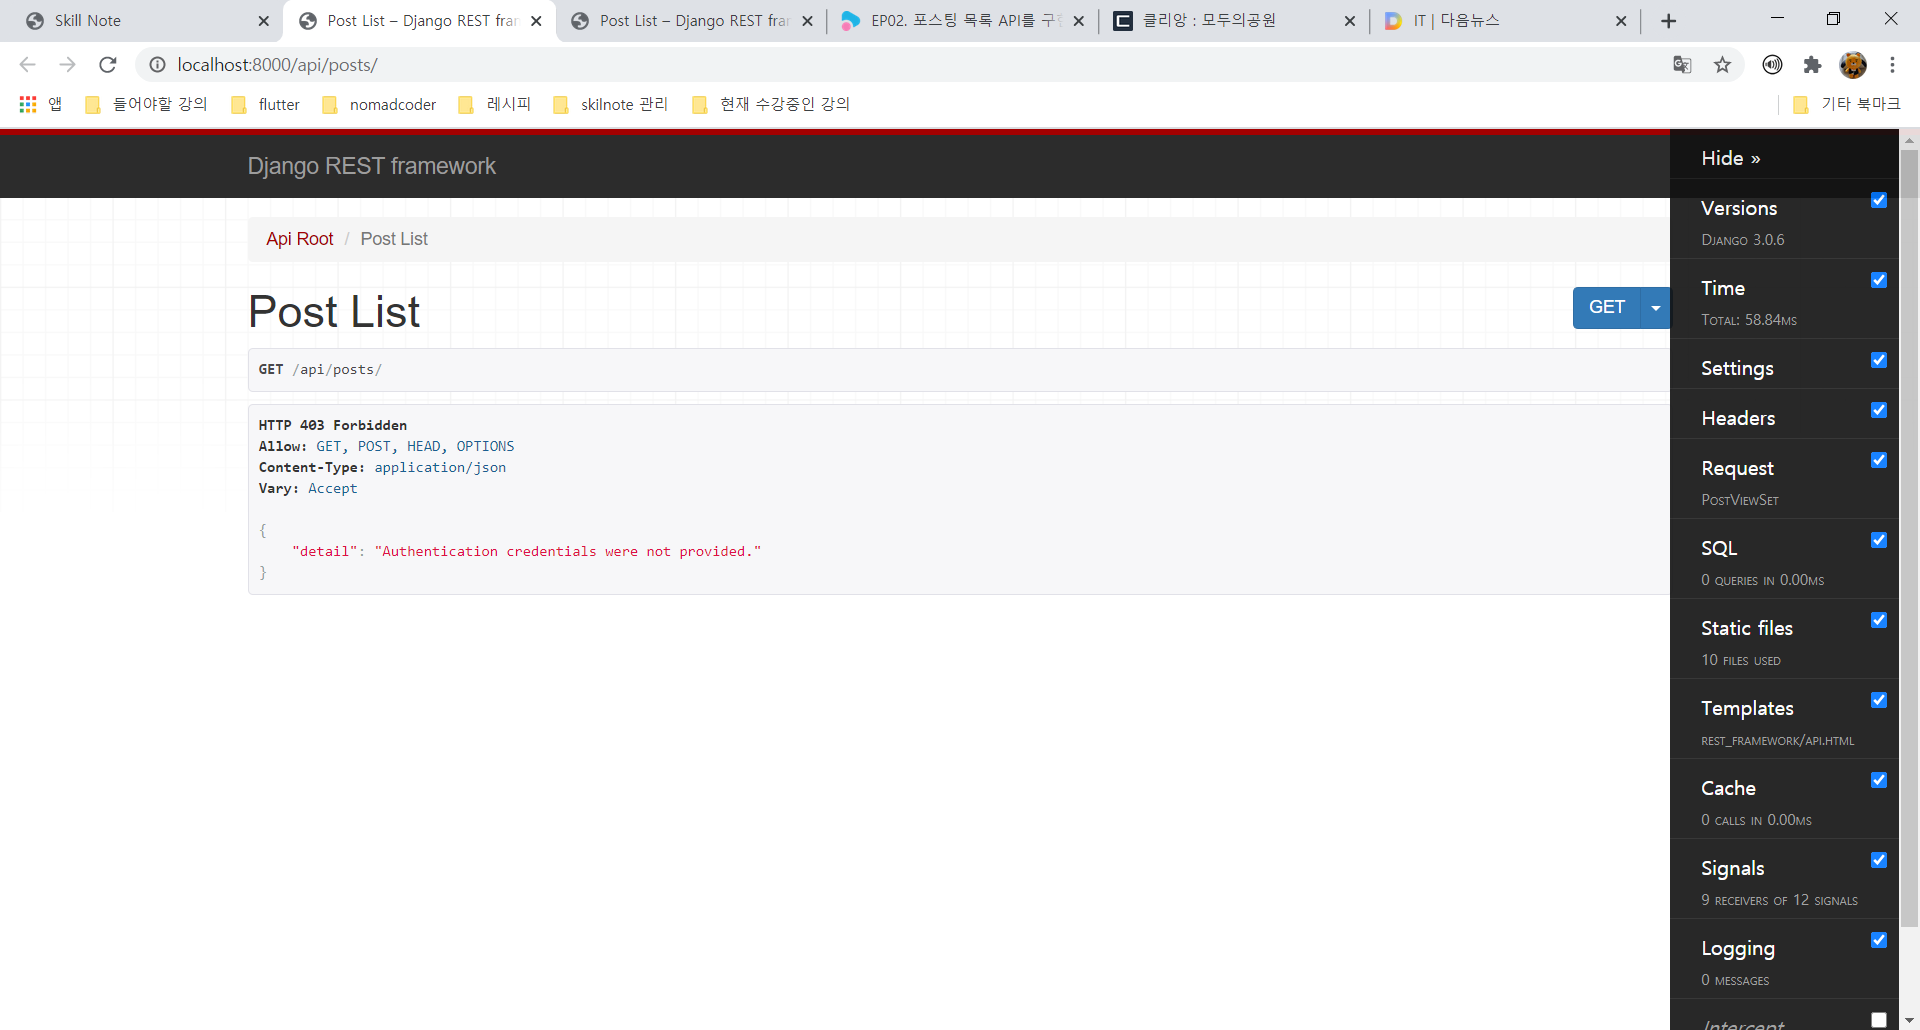 Skill Note
Post List – Django REST fra
Post List – Django REST fra
EP02. 포스팅 목록 API를 구
클리앙 : 모두의공원
IT | 다음뉴스
localhost:8000/api/posts/
앱
들어야할 강의
flutter
nomadcoder
레시피
skilnote 관리
현재 수강중인 강의
기타 북마크
Django REST framework
Hide »
Api Root / Post List
Versions
Django 3.0.6
Post List
GET
Time
Total: 58.84ms
GET /api/posts/
Settings
HTTP 403 Forbidden
Allow: GET, POST, HEAD, OPTIONS
Content-Type: application/json
Vary: Accept
{
"detail": "Authentication credentials were not provided."
}
Headers
Request
PostViewSet
SQL
0 queries in 0.00ms
Static files
10 files used
Templates
rest_framework/api.html
Cache
0 calls in 0.00ms
Signals
9 receivers of 12 signals
Logging
0 messages
Intercept